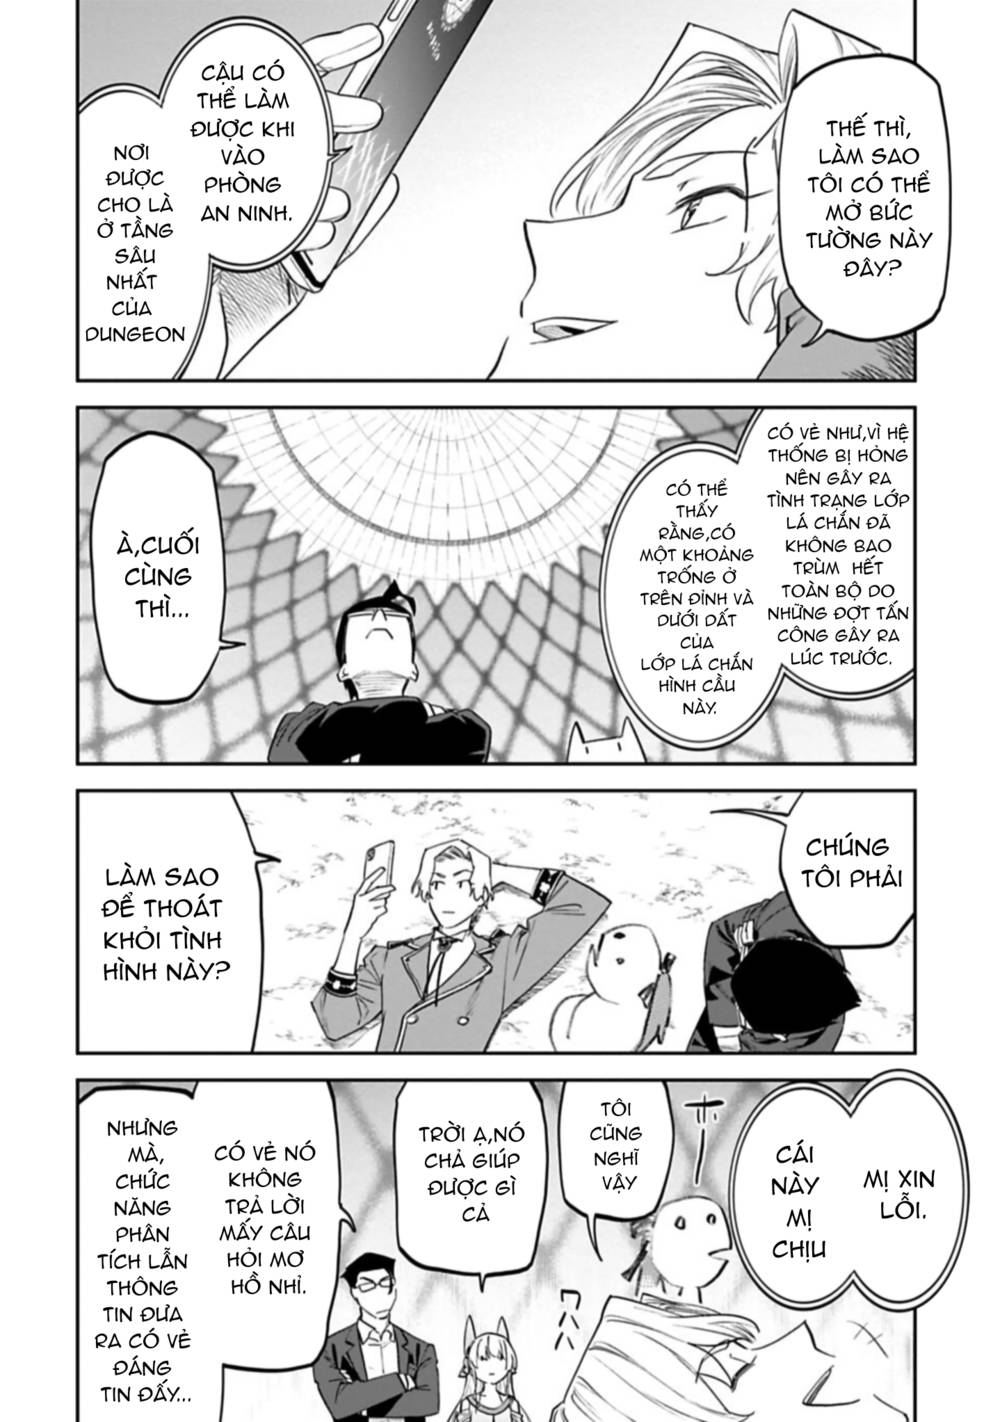 THẾ THÌ,
LÀM SAO
TÔI CÓ THỂ
MỞ BỨC
TƯỜNG NÀY
ĐÂY?
CẬU CÓ
THỂ LÀM
ĐƯỢC KHI
VÀO
PHÒNG
AN NINH.
NƠI
ĐƯỢC
CHO LÀ
Ở TẦNG
SÂU
NHẤT
CỦA
DUNGEON
CÓ VẺ NHƯ,VÌ HỆ
THỐNG BỊ HỎNG
NÊN GÂY RA
TÌNH TRẠNG LỚP
LÁ CHẮN ĐÃ
KHÔNG BAO
TRÙM HẾT
TOÀN BỘ DO
NHỮNG ĐỢT TẤN
CÔNG GÂY RA
LÚC TRƯỚC.
CÓ THỂ
THẤY
RẰNG,CÓ
MỘT KHOẢNG
TRỐNG Ở
TRÊN ĐỈNH VÀ
DƯỚI DẤT
CỦA
LỚP LÁ CHẮN
HÌNH CẦU
NÀY.
À,CUỐI
CÙNG
THÌ...
CHÚNG
TÔI PHẢI
LÀM SAO
ĐỂ THOÁT
KHỎI TÌNH
HÌNH NÀY?
MỊ XIN
LỖI.
CÁI
NÀY
MỊ
CHỊU
ホ
TÔI
CŨNG
NGHĨ
VẬY
TRỜI Ạ,NÓ
CHẢ GIÚP
ĐƯỢC GÌ
CẢ
CÓ VẺ NÓ
KHÔNG
TRẢ LỜI
MẤY CÂU
HỎI MƠ
HỒ NHỈ.
NHƯNG
MÀ,
CHỨC
NĂNG
PHÂN
TÍCH LẪN
THÔNG
TIN ĐƯA
RA CÓ VẺ
ĐÁNG
TIN ĐẤY...